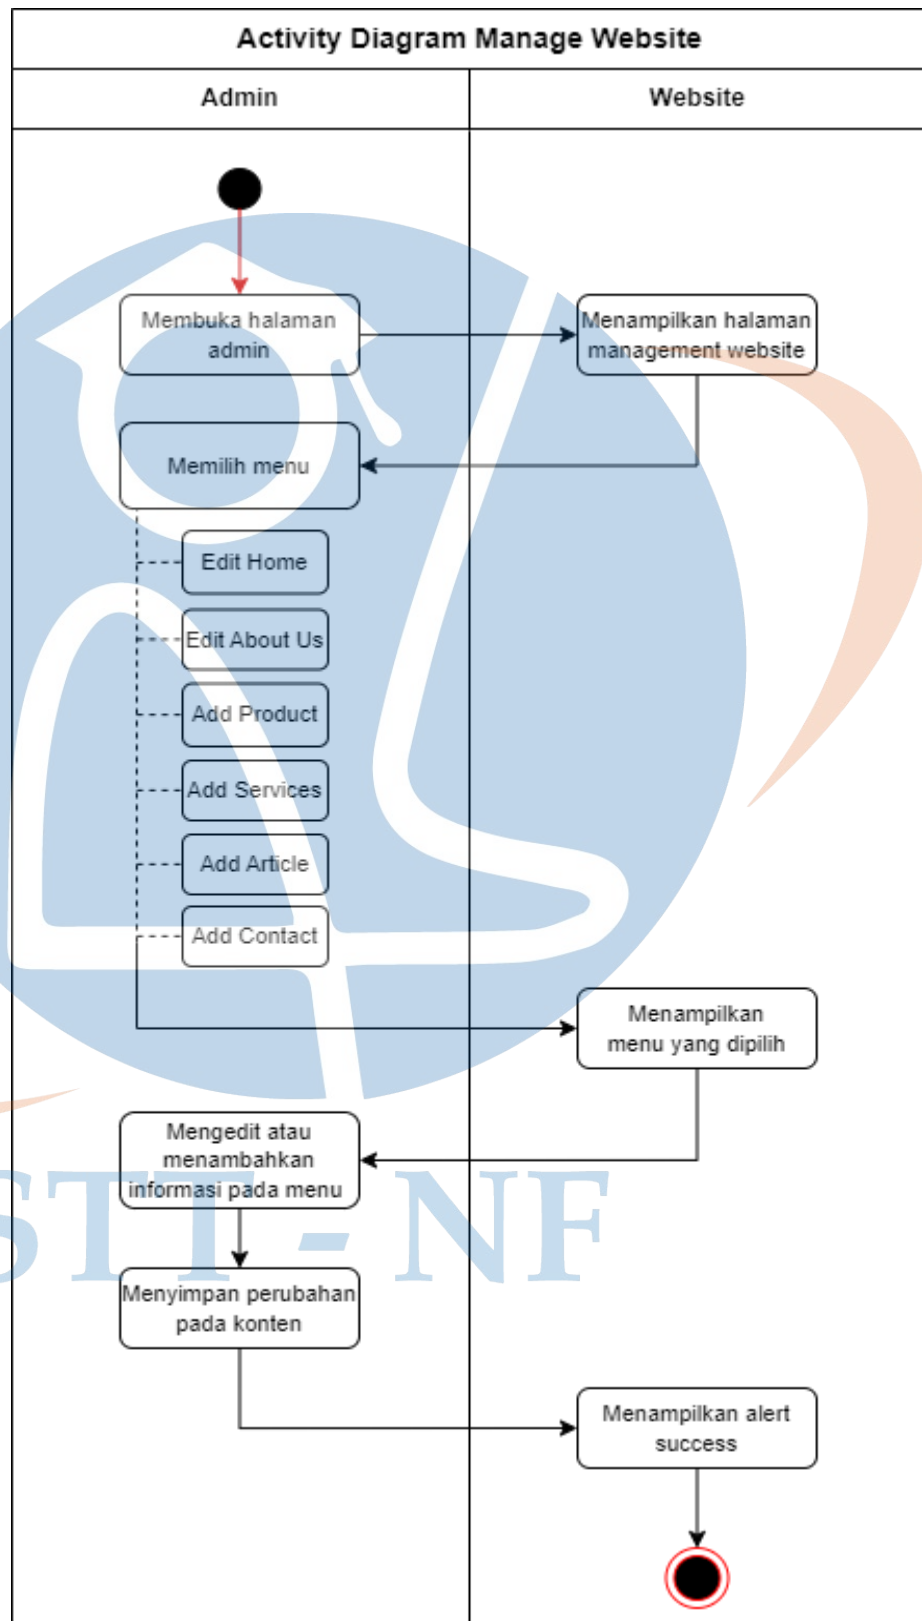 Activity Diagram Manage Website
Admin
Website
Membuka halaman
admin
Menampilkan halaman
management website
Memilih menu
Edit Home
Edit About Us
Add Product
Add Services
Add Article
Add Contact
Menampilkan
menu yang dipilih
Mengedit atau
menambahkan
informasi pada menu
STT - NF
Menyimpan perubahan
pada konten
Menampilkan alert
success